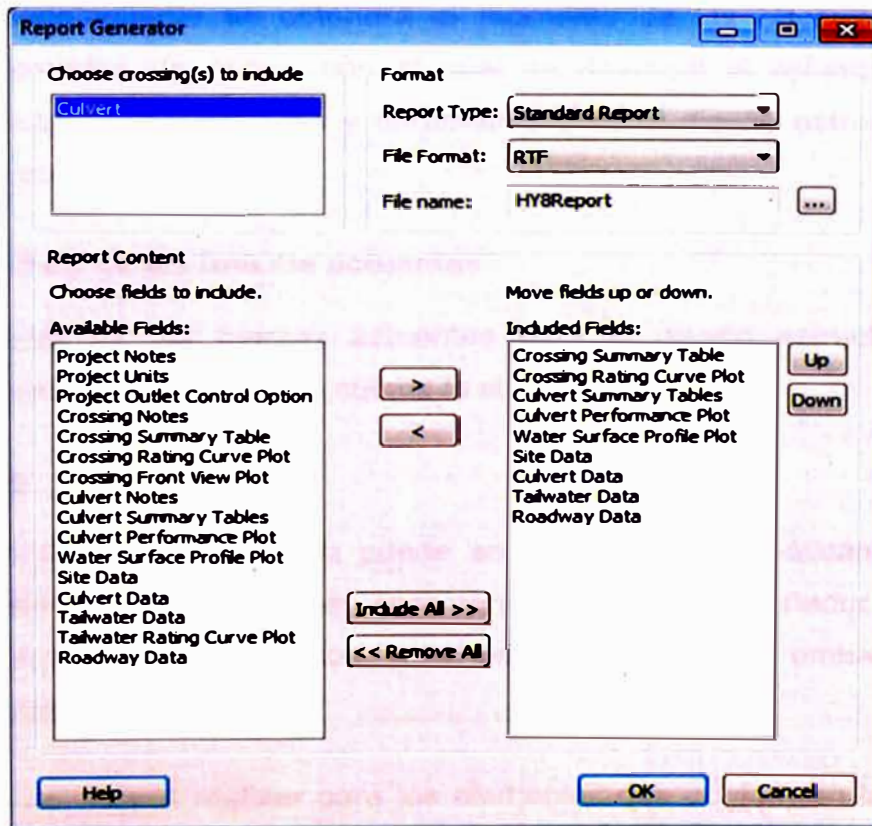 Report Generator
Choose crossing(s) to include
Culvert
Format
Report Type: Standard Report
File Format: RTF
File name: HY8Report ...
Report Content
Choose fields to include.
Available Fields:
Project Notes
Project Units
Project Outlet Control Option
Crossing Notes
Crossing Summary Table
Crossing Rating Curve Plot
Crossing Front View Plot
Culvert Notes
Culvert Summary Tables
Culvert Performance Plot
Water Surface Profile Plot
Site Data
Culvert Data
Tailwater Data
Tailwater Rating Curve Plot
Roadway Data
>
<
Include All >>
<< Remove All
Move fields up or down.
Included Fields:
Crossing Summary Table
Crossing Rating Curve Plot
Culvert Summary Tables
Culvert Performance Plot
Water Surface Profile Plot
Site Data
Culvert Data
Tailwater Data
Roadway Data
Up
Down
Help
OK
Cancel